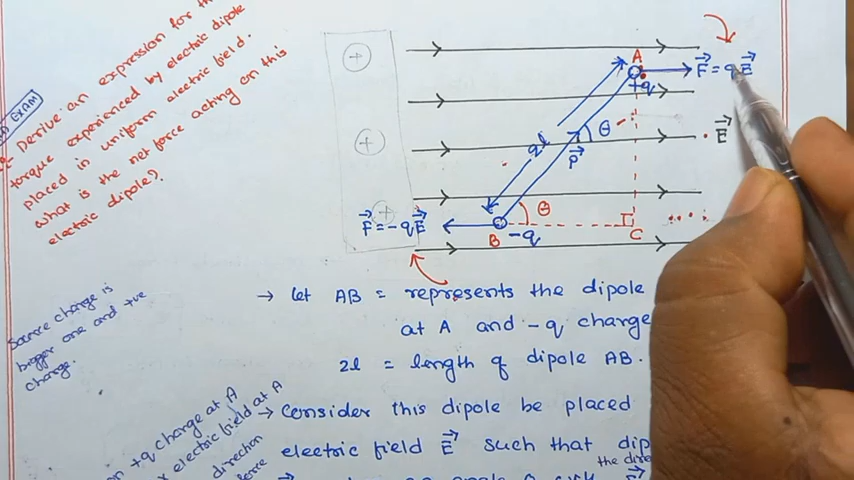 EXAM
Derive an expression for th
torque experienced by electric dipole
placed in uniform electric field.
what is the net force acting on this
electric dipole?
+
+
+
A
+q
F = qE
θ
2l
P
E
θ
F = -qE
B
-q
C
Source charge is
bigger one and +ve
charge.
→ let AB = represents the dipole
at A and -q charge
2l = length of dipole AB.
→ Consider this dipole be placed
electric field E such that dip
the dire
on +q charge at A
electric field at A
direction